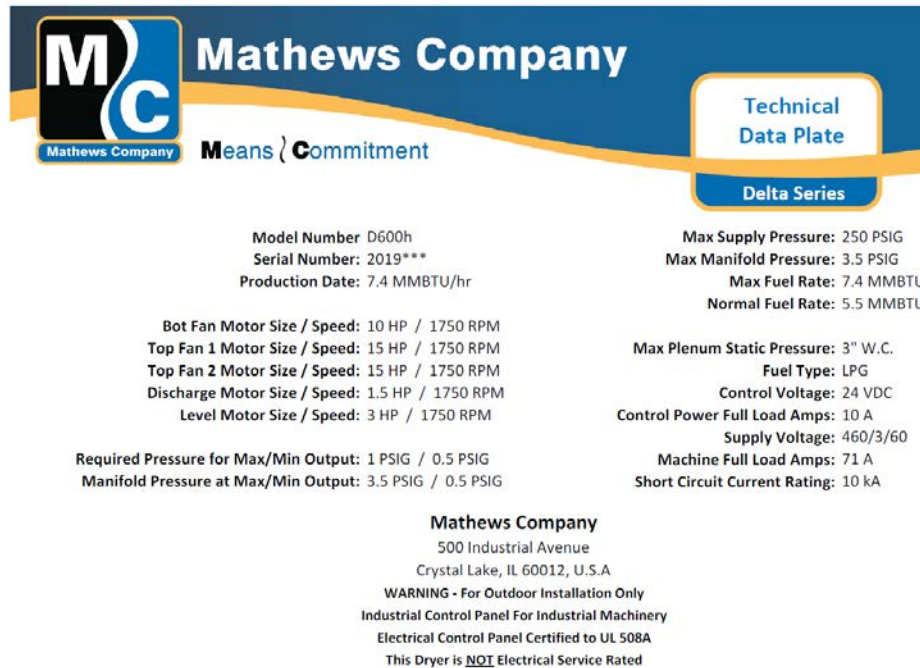 MC
Mathews Company
Mathews Company
Means Commitment
Technical
Data Plate
Delta Series
Model Number D600h
Serial Number: 2019***
Production Date: 7.4 MMBTU/hr
Bot Fan Motor Size / Speed: 10 HP / 1750 RPM
Top Fan 1 Motor Size / Speed: 15 HP / 1750 RPM
Top Fan 2 Motor Size / Speed: 15 HP / 1750 RPM
Discharge Motor Size / Speed: 1.5 HP / 1750 RPM
Level Motor Size / Speed: 3 HP / 1750 RPM
Required Pressure for Max/Min Output: 1 PSIG / 0.5 PSIG
Manifold Pressure at Max/Min Output: 3.5 PSIG / 0.5 PSIG
Max Supply Pressure: 250 PSIG
Max Manifold Pressure: 3.5 PSIG
Max Fuel Rate: 7.4 MMBTU
Normal Fuel Rate: 5.5 MMBTU
Max Plenum Static Pressure: 3" W.C.
Fuel Type: LPG
Control Voltage: 24 VDC
Control Power Full Load Amps: 10 A
Supply Voltage: 460/3/60
Machine Full Load Amps: 71 A
Short Circuit Current Rating: 10 kA
Mathews Company
500 Industrial Avenue
Crystal Lake, IL 60012, U.S.A
WARNING - For Outdoor Installation Only
Industrial Control Panel For Industrial Machinery
Electrical Control Panel Certified to UL 508A
This Dryer is NOT Electrical Service Rated